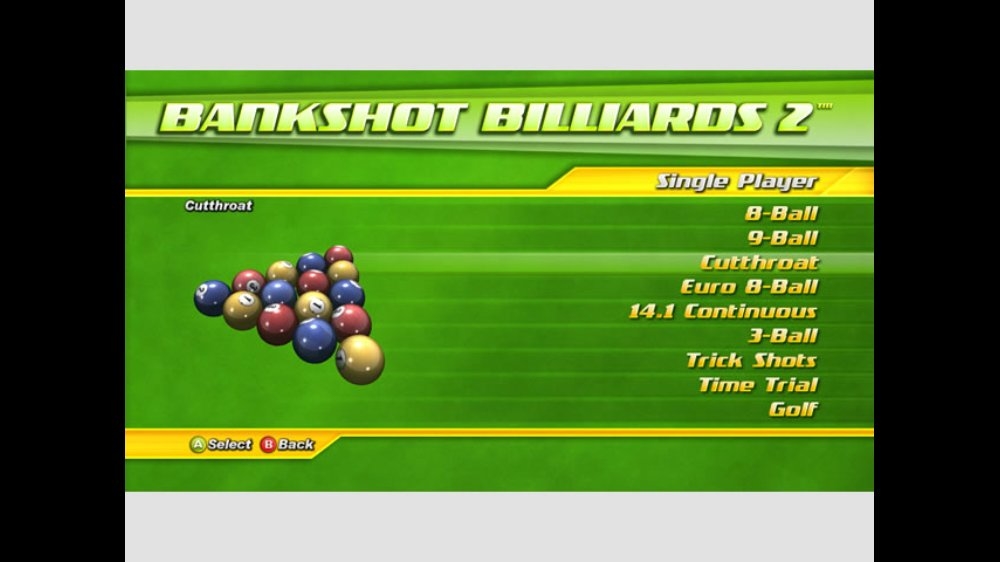 BANKSHOT BILLIARDS 2™
Single Player
Cutthroat
8-Ball
9-Ball
Cutthroat
Euro 8-Ball
14.1 Continuous
3-Ball
Trick Shots
Time Trial
Golf
A Select B Back